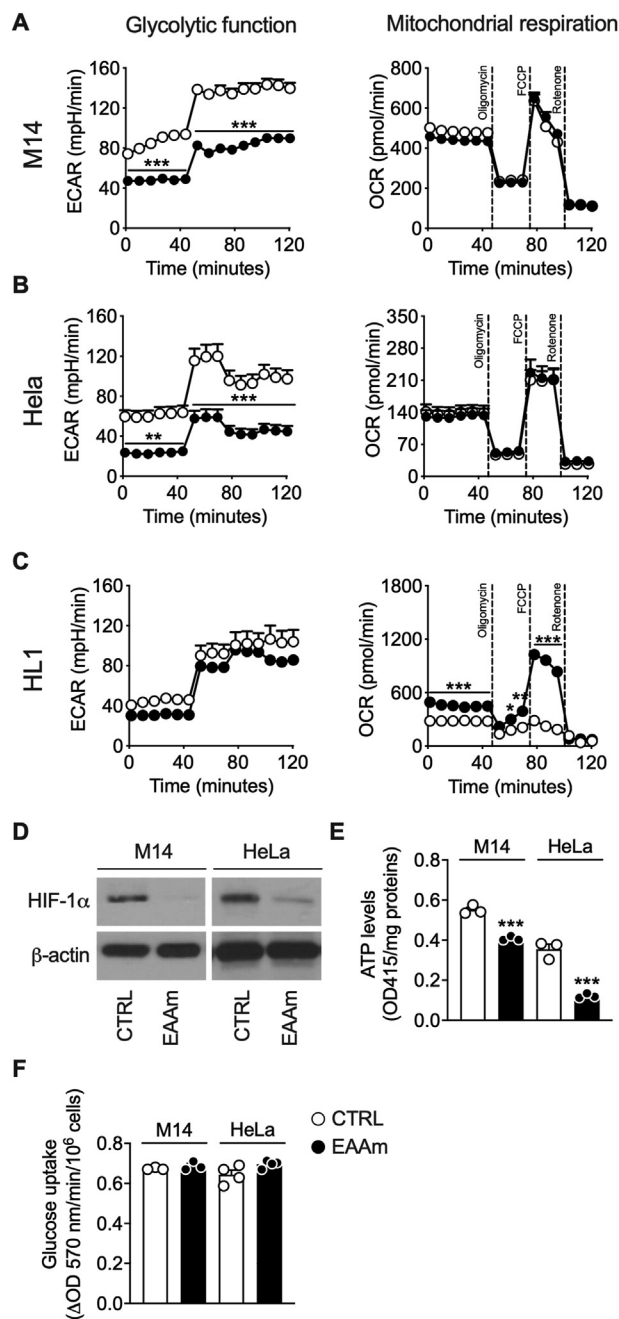 A
Glycolytic function
Mitochondrial respiration
M14
ECAR (mpH/min)
160
120
80
40
0
***
***
0 40 80 120
Time (minutes)
OCR (pmol/min)
800
600
400
200
0
Oligomycin
FCCP
Rotenone
0 40 80 120
Time (minutes)
B
Hela
ECAR (mpH/min)
160
120
80
40
0
**
***
0 40 80 120
Time (minutes)
OCR (pmol/min)
350
280
210
140
70
0
Oligomycin
FCCP
Rotenone
0 40 80 120
Time (minutes)
C
HL1
ECAR (mpH/min)
160
120
80
40
0
0 40 80 120
Time (minutes)
OCR (pmol/min)
1800
1200
600
0
Oligomycin
FCCP
Rotenone
***
*
**
***
0 40 80 120
Time (minutes)
D
M14 HeLa
HIF-1α
β-actin
CTRL
EAAm
CTRL
EAAm
E
M14 HeLa
ATP levels
(OD415/mg proteins)
0.8
0.6
0.4
0.2
0.0
***
***
F
M14 HeLa
Glucose uptake
(ΔOD 570 nm/min/10⁶ cells)
0.8
0.6
0.4
0.2
0.0
CTRL
EAAm